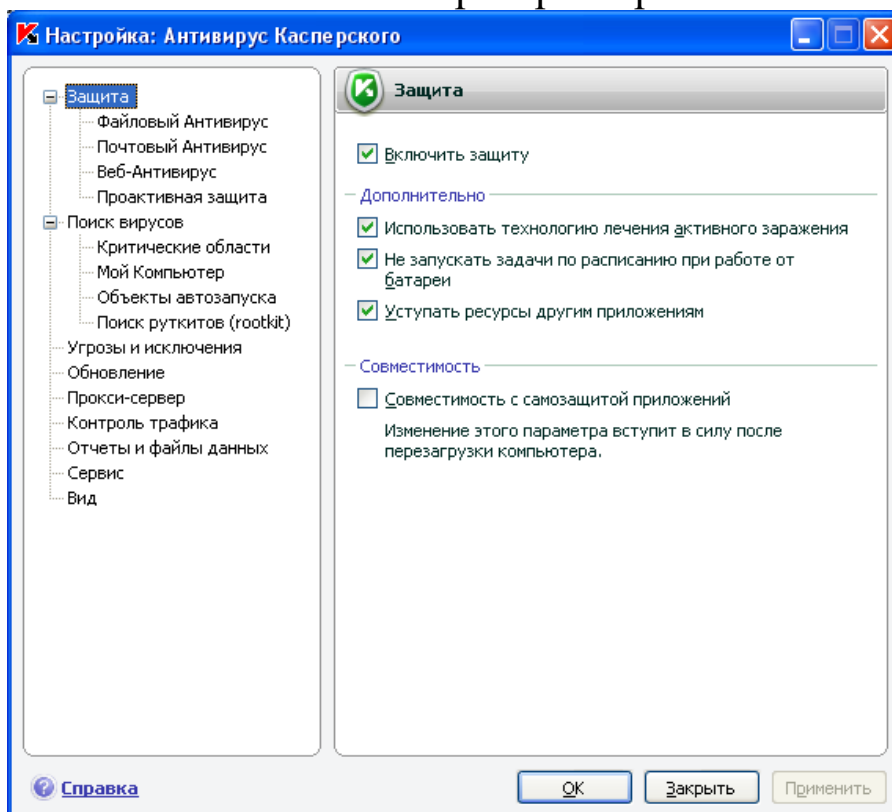 Настройка: Антивирус Касперского
Защита
Файловый Антивирус
Почтовый Антивирус
Веб-Антивирус
Проактивная защита
Поиск вирусов
Критические области
Мой Компьютер
Объекты автозапуска
Поиск руткитов (rootkit)
Угрозы и исключения
Обновление
Прокси-сервер
Контроль трафика
Отчеты и файлы данных
Сервис
Вид
Защита
Включить защиту
Дополнительно
Использовать технологию лечения активного заражения
Не запускать задачи по расписанию при работе от
батареи
Уступать ресурсы другим приложениям
Совместимость
Совместимость с самозащитой приложений
Изменение этого параметра вступит в силу после
перезагрузки компьютера.
Справка
OK
Закрыть
Применить